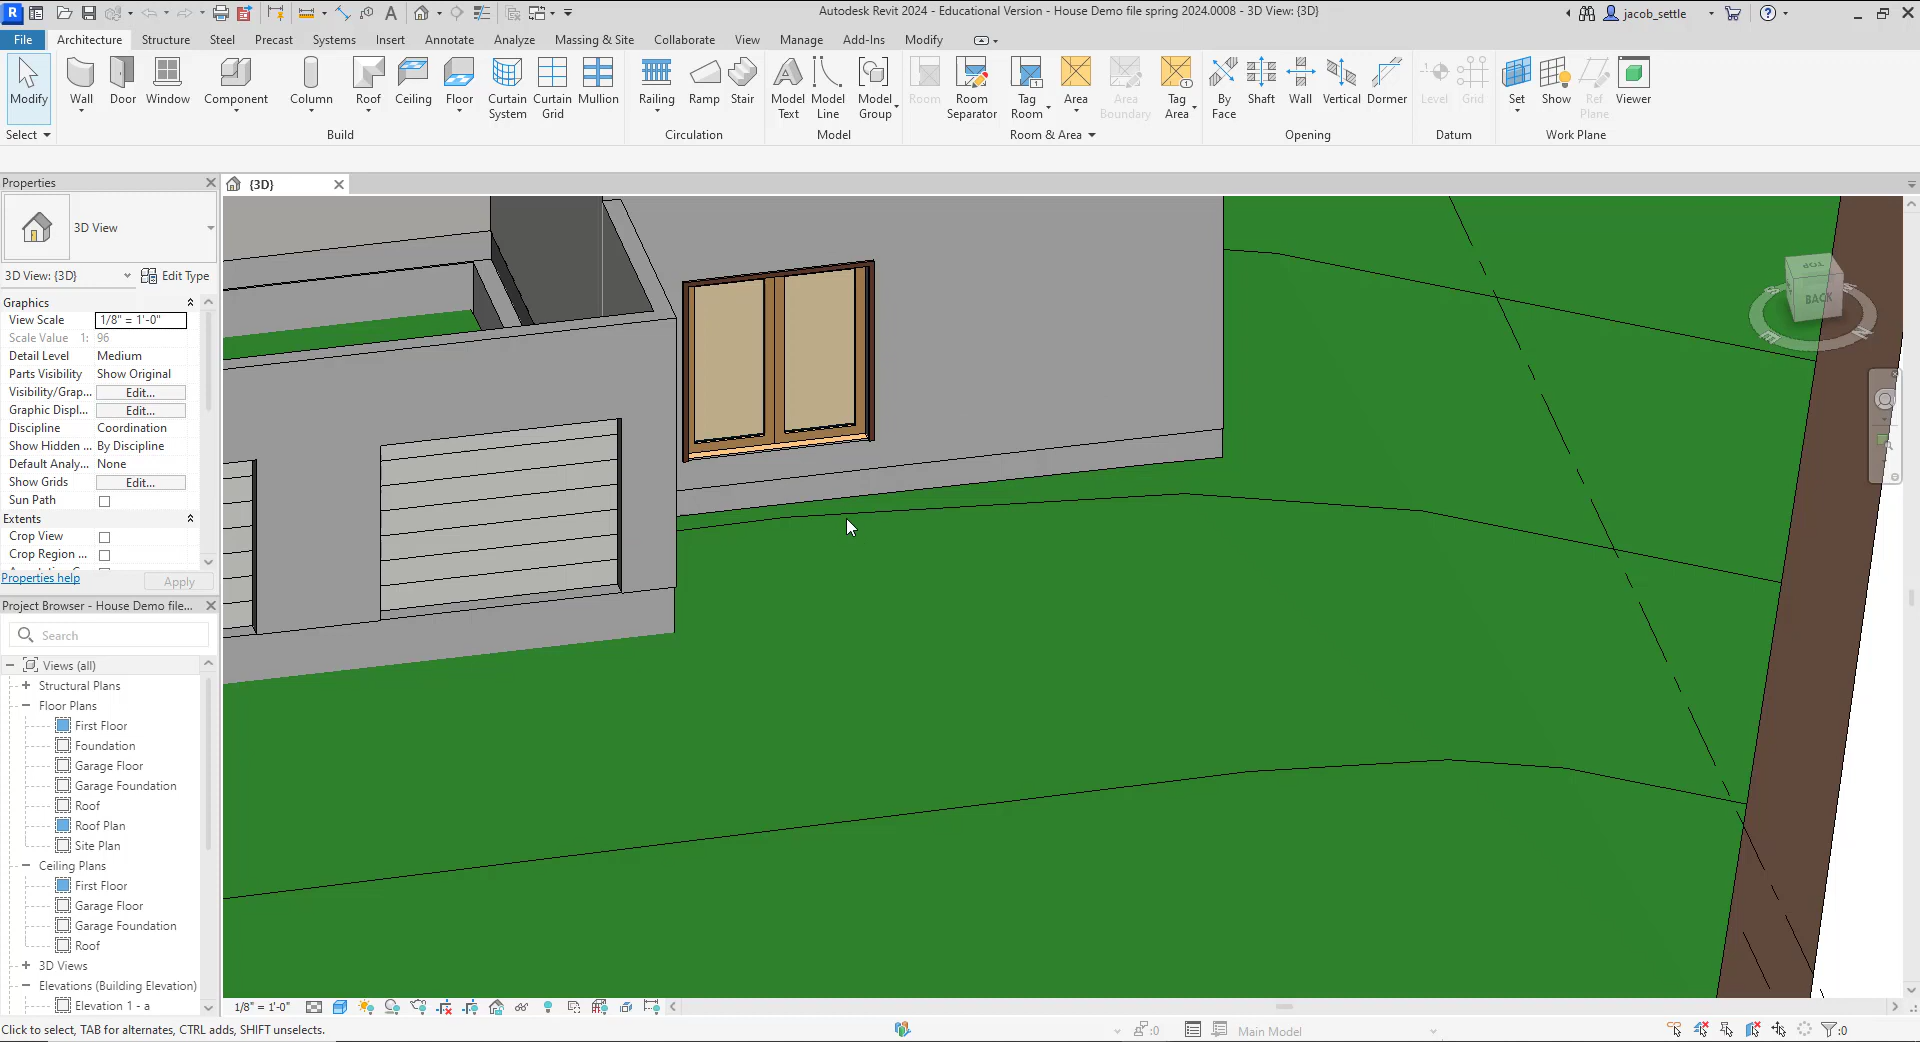 Autodesk Revit 2024 - Educational Version - House Demo file spring 2024.0008 - 3D View: {3D}
jacob_settle
File Architecture Structure Steel Precast Systems Insert Annotate Analyze Massing & Site Collaborate View Manage Add-Ins Modify
Modify Wall Door Window Component Column Roof Ceiling Floor Curtain System Curtain Grid Mullion Railing Ramp Stair Model Text Model Line Model Group Room Room Separator Tag Room Area Area Boundary Tag Area By Face Shaft Wall Vertical Dormer Level Grid Set Show Ref Plane Viewer
Select Build Circulation Model Room & Area Opening Datum Work Plane
Properties
{3D}
3D View
3D View: {3D} Edit Type
Graphics
View Scale 1/8" = 1'-0"
Scale Value 1: 96
Detail Level Medium
Parts Visibility Show Original
Visibility/Grap... Edit...
Graphic Displ... Edit...
Discipline Coordination
Show Hidden ... By Discipline
Default Analy... None
Show Grids Edit...
Sun Path
Extents
Crop View
Crop Region ...
Properties help Apply
Project Browser - House Demo file...
Search
Views (all)
Structural Plans
Floor Plans
First Floor
Foundation
Garage Floor
Garage Foundation
Roof
Roof Plan
Site Plan
Ceiling Plans
First Floor
Garage Floor
Garage Foundation
Roof
3D Views
Elevations (Building Elevation)
Elevation 1 - a
TOP
BACK
1/8" = 1'-0"
Click to select, TAB for alternates, CTRL adds, SHIFT unselects.
:0
Main Model
:0